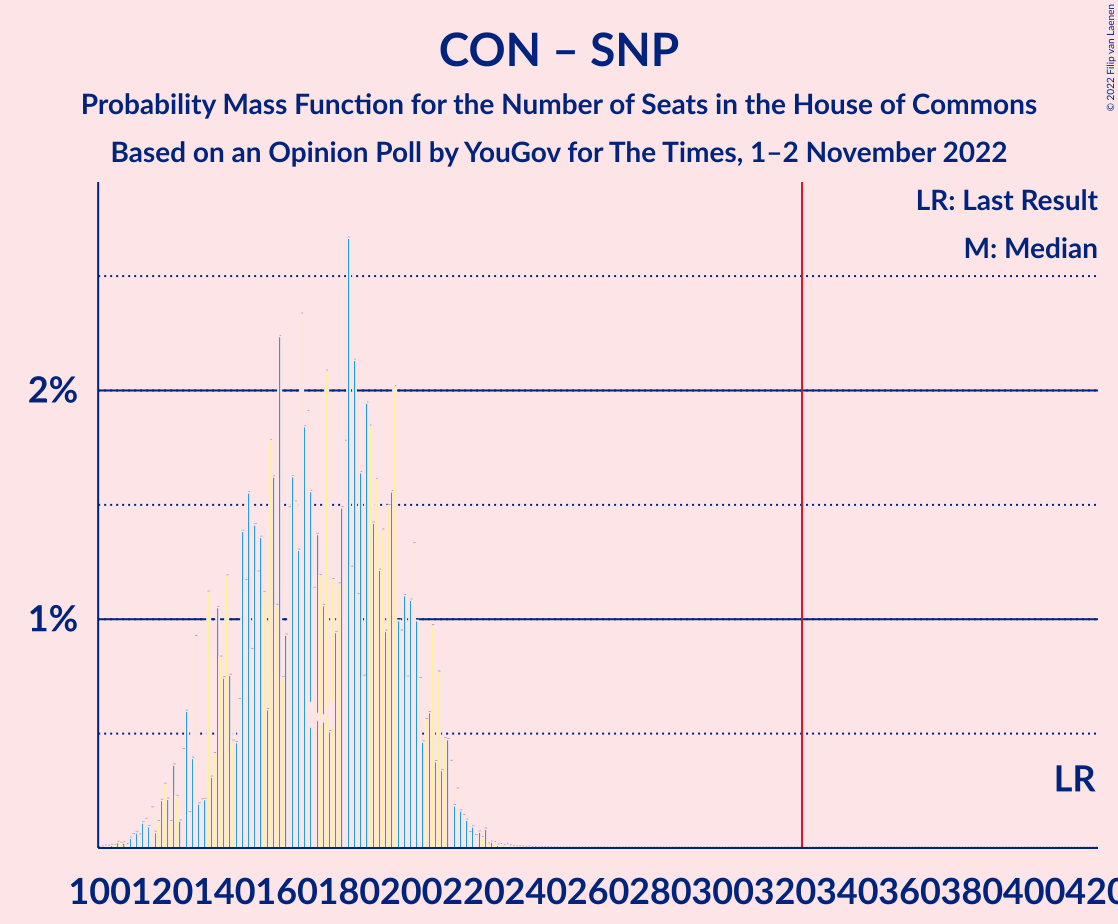 CON – SNP
Probability Mass Function for the Number of Seats in the House of Commons
Based on an Opinion Poll by YouGov for The Times, 1–2 November 2022
© 2022 Filip van Laenen
LR: Last Result
M: Median
2%
1%
M
LR
100120140160180200220240260280300320340360380400420